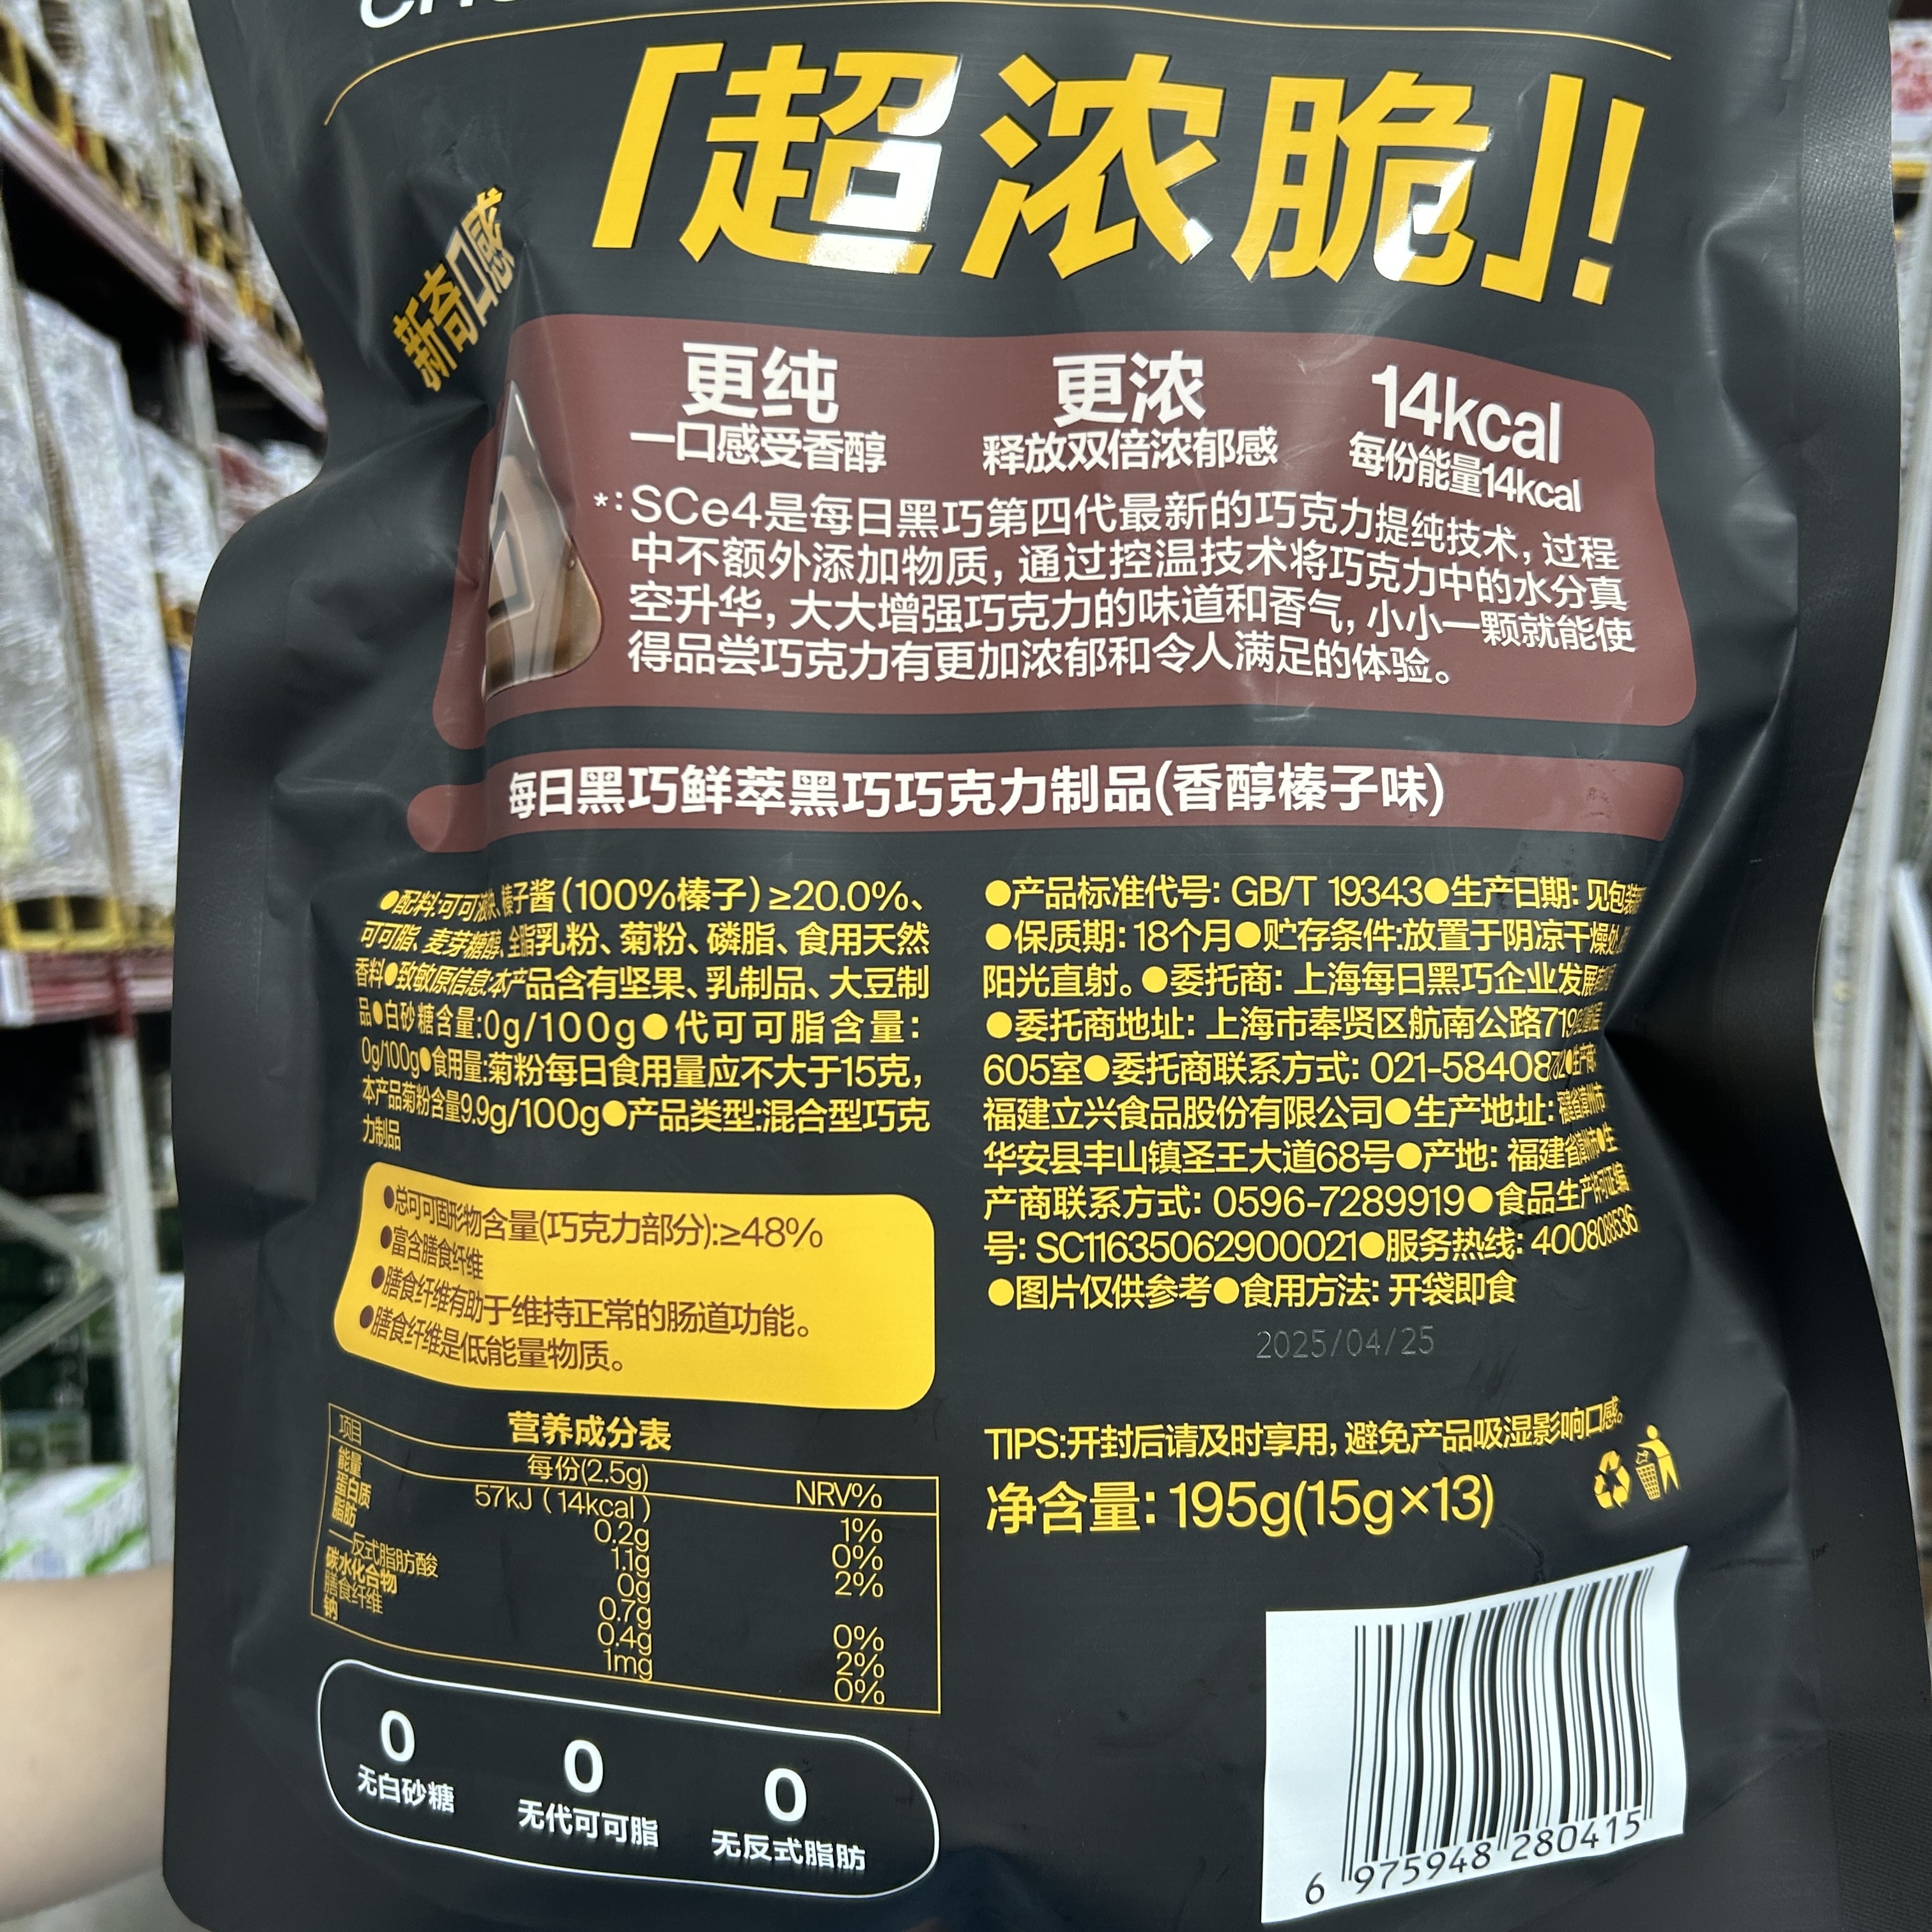 「超浓脆」!
新奇口感
更纯
一口感受香醇
更浓
释放双倍浓郁感
14kcal
每份能量14kcal
*:SCe4是每日黑巧第四代最新的巧克力提纯技术,过程
中不额外添加物质,通过控温技术将巧克力中的水分真
空升华,大大增强巧克力的味道和香气,小小一颗就能使
得品尝巧克力有更加浓郁和令人满足的体验。
每日黑巧鲜萃黑巧巧克力制品(香醇榛子味)
●配料:可可液块、榛子酱(100%榛子)≥20.0%、
可可脂、麦芽糖醇、全脂乳粉、菊粉、磷脂、食用天然
香料●致敏原信息:本产品含有坚果、乳制品、大豆制
品●白砂糖含量:0g/100g●代可可脂含量:
0g/100g●食用量:菊粉每日食用量应不大于15克,
本产品菊粉含量9.9g/100g●产品类型:混合型巧克
力制品
●总可可固形物含量(巧克力部分):≥48%
●富含膳食纤维
●膳食纤维有助于维持正常的肠道功能。
●膳食纤维是低能量物质。
营养成分表
项目 每份(2.5g) NRV%
能量 57kJ(14kcal) 1%
蛋白质 0.2g 0%
脂肪 1.1g 2%
——反式脂肪酸 0g
碳水化合物 0.7g 0%
膳食纤维 0.4g 2%
钠 1mg 0%
0
无白砂糖
0
无代可可脂
0
无反式脂肪
●产品标准代号: GB/T 19343●生产日期: 见包装
●保质期: 18个月●贮存条件:放置于阴凉干燥处,
阳光直射。●委托商: 上海每日黑巧企业发展
●委托商地址: 上海市奉贤区航南公路719
605室●委托商联系方式: 021-58408762●生产商:
福建立兴食品股份有限公司●生产地址: 福建省漳州市
华安县丰山镇圣王大道68号●产地: 福建省漳州市●生
产商联系方式: 0596-7289919●食品生产许可证编
号: SC11635062900021●服务热线: 4008088536
●图片仅供参考●食用方法: 开袋即食
2025/04/25
TIPS:开封后请及时享用,避免产品吸湿影响口感。
净含量: 195g(15g×13)
6 975948 280415